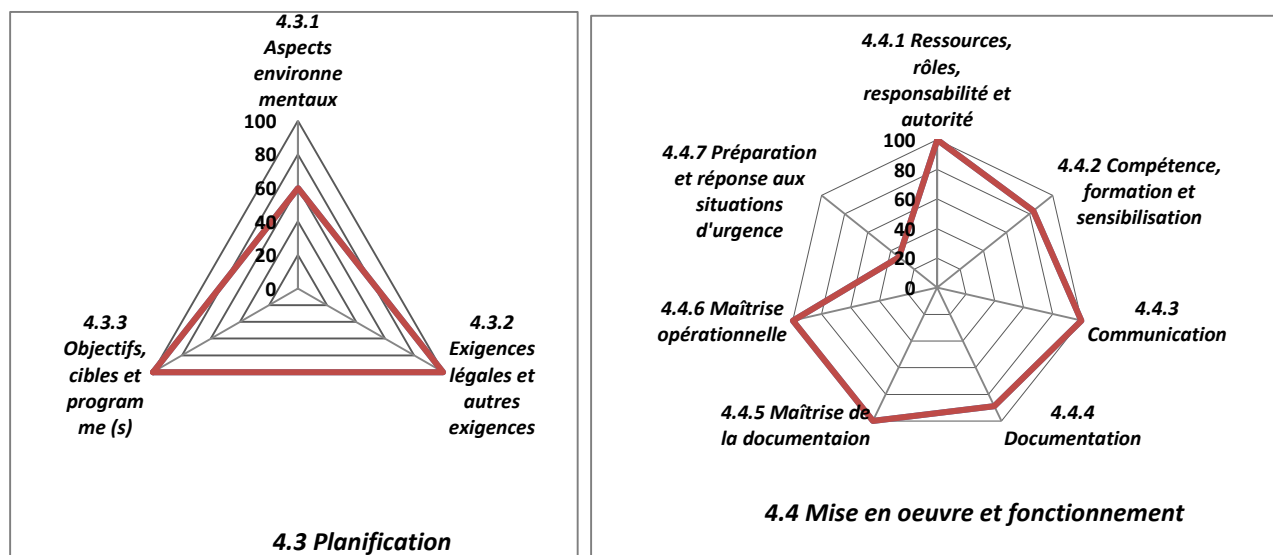 4.3.1
Aspects
environne
mentaux
100
80
60
40
20
0
4.3.3
Objectifs,
cibles et
program
me (s)
4.3.2
Exigences
légales et
autres
exigences
4.3 Planification
4.4.1 Ressources,
rôles,
responsabilité et
autorité
100
80
60
40
20
0
4.4.7 Préparation
et réponse aux
situations
d'urgence
4.4.2 Compétence,
formation et
sensibilisation
4.4.6 Maîtrise
opérationnelle
4.4.3
Communication
4.4.5 Maîtrise de
la documentaion
4.4.4
Documentation
4.4 Mise en oeuvre et fonctionnement